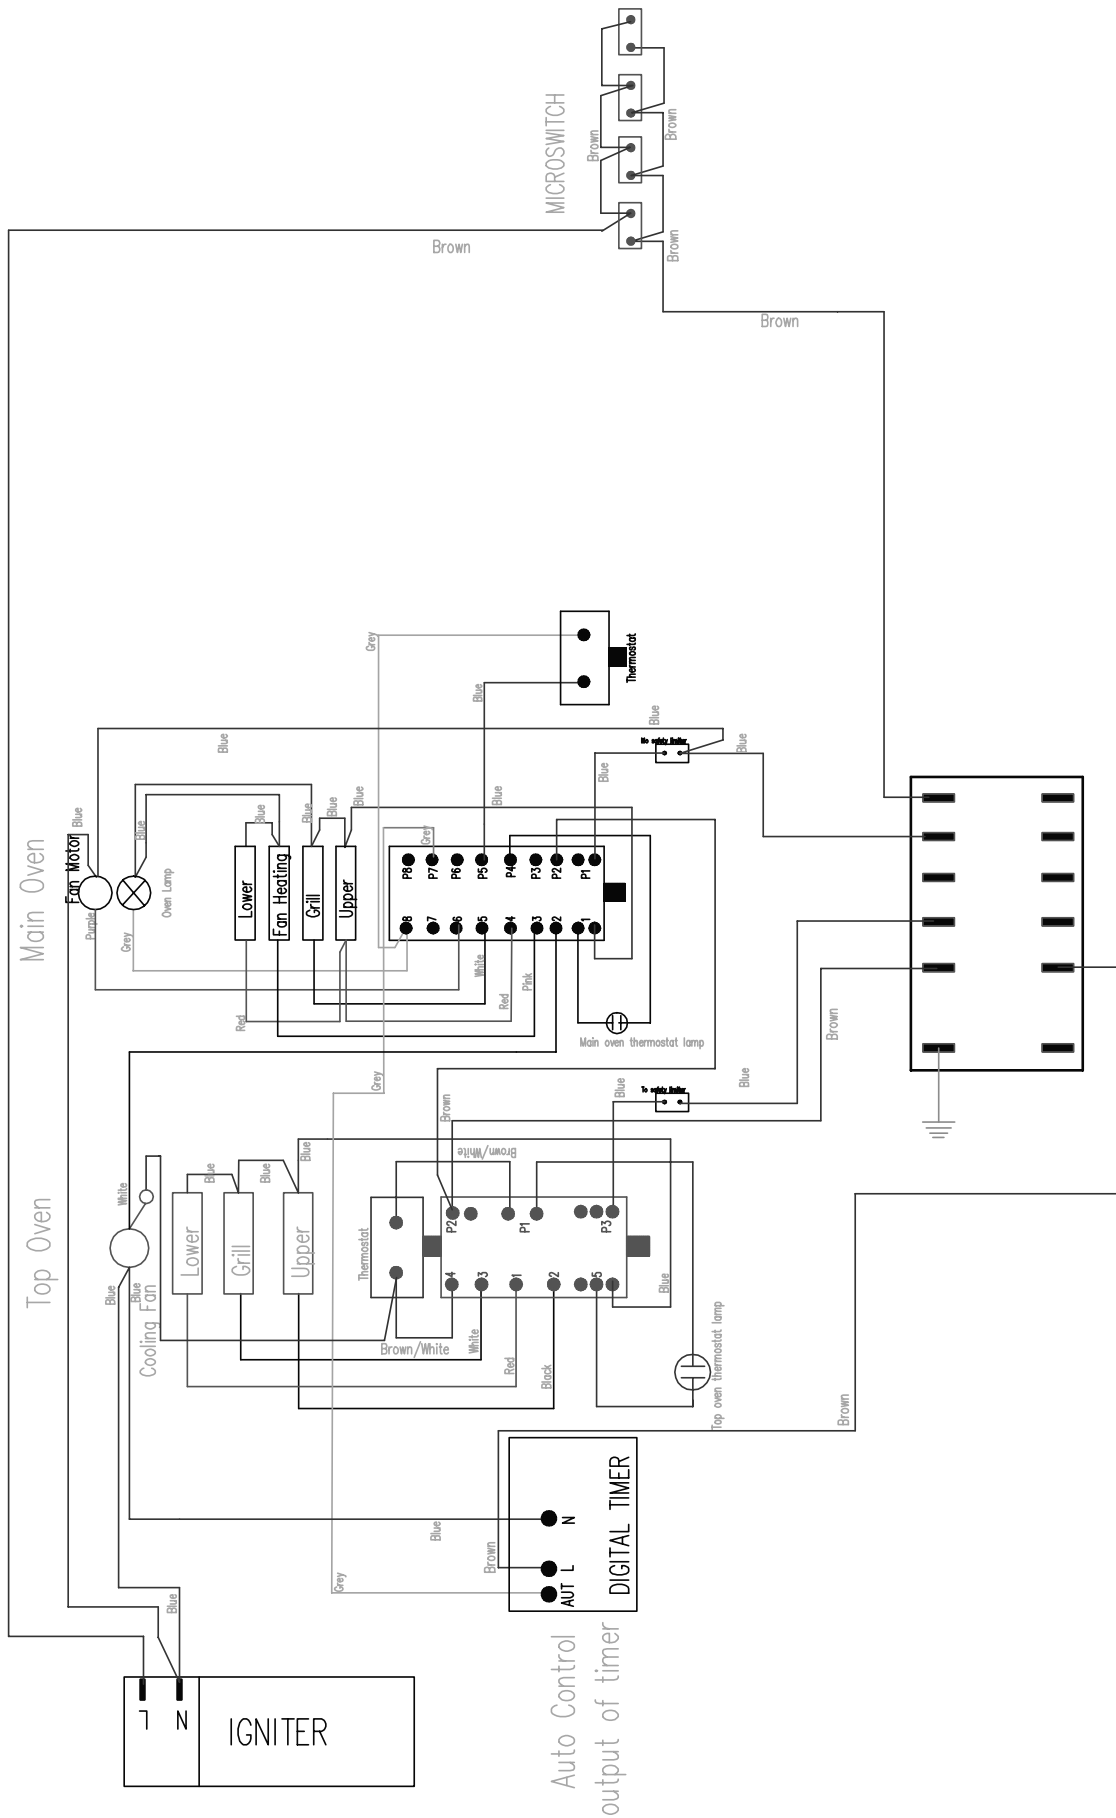 MICROSWITCH
Brown
Brown
Brown
Brown
Brown
Main Oven
Fan Motor
Blue
Purple
Blue
Grey
Oven Lamp
Blue
Lower
Blue
Fan Heating
Blue
Grill
Blue
Upper
Blue
Red
Blue
Grey
Grey
Thermostat
Blue
Blue
P8
P7
P6
P5
P4
P3
P2
P1
8
7
6
5
4
3
2
1
White
Red
Pink
Blue
Mo safety limiter
Blue
Blue
Main oven thermostat lamp
Grey
Brown
Brown/White
Blue
To safety limiter
Blue
Brown
Top Oven
White
Blue
Blue
Cooling Fan
Lower
Blue
Grill
Blue
Upper
Blue
Thermostat
P2
P1
P3
4
3
1
2
5
Blue
Brown/White
White
Red
Black
Top oven thermostat lamp
Brown
Blue
Brown
Grey
N
L
AUT
DIGITAL TIMER
Auto Control
output of timer
Blue
L
N
IGNITER